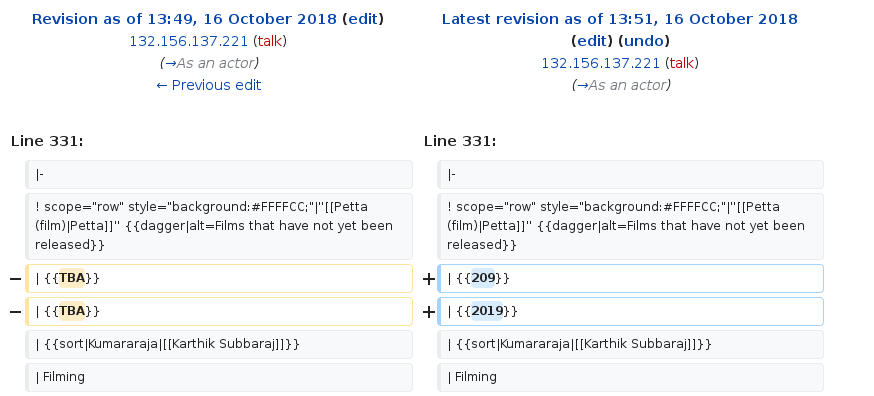 Revision as of 13:49, 16 October 2018 (edit)
132.156.137.221 (talk)
(→As an actor)
← Previous edit
Latest revision as of 13:51, 16 October 2018
(edit) (undo)
132.156.137.221 (talk)
(→As an actor)
Line 331:
Line 331:
|-
|-
! scope="row" style="background:#FFFFCC;"|''[[Petta
(film)|Petta]]'' {{dagger|alt=Films that have not yet been
released}}
! scope="row" style="background:#FFFFCC;"|''[[Petta
(film)|Petta]]'' {{dagger|alt=Films that have not yet been
released}}
− | {{TBA}}
+ | {{209}}
− | {{TBA}}
+ | {{2019}}
| {{sort|Kumararaja|[[Karthik Subbaraj]]}}
| {{sort|Kumararaja|[[Karthik Subbaraj]]}}
| Filming
| Filming